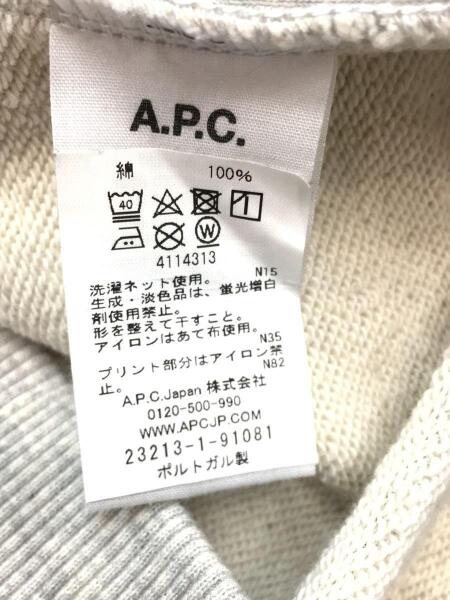 A.P.C.
綿 100%
40
W
4114313
洗濯ネット使用。 N15
生成・淡色品は、蛍光増白
剤使用禁止。
形を整えて干すこと。
アイロンはあて布使用。
N35
プリント部分はアイロン禁
止。 N82
A.P.C.Japan 株式会社
0120-500-990
WWW.APCJP.COM
23213-1-91081
ポルトガル製